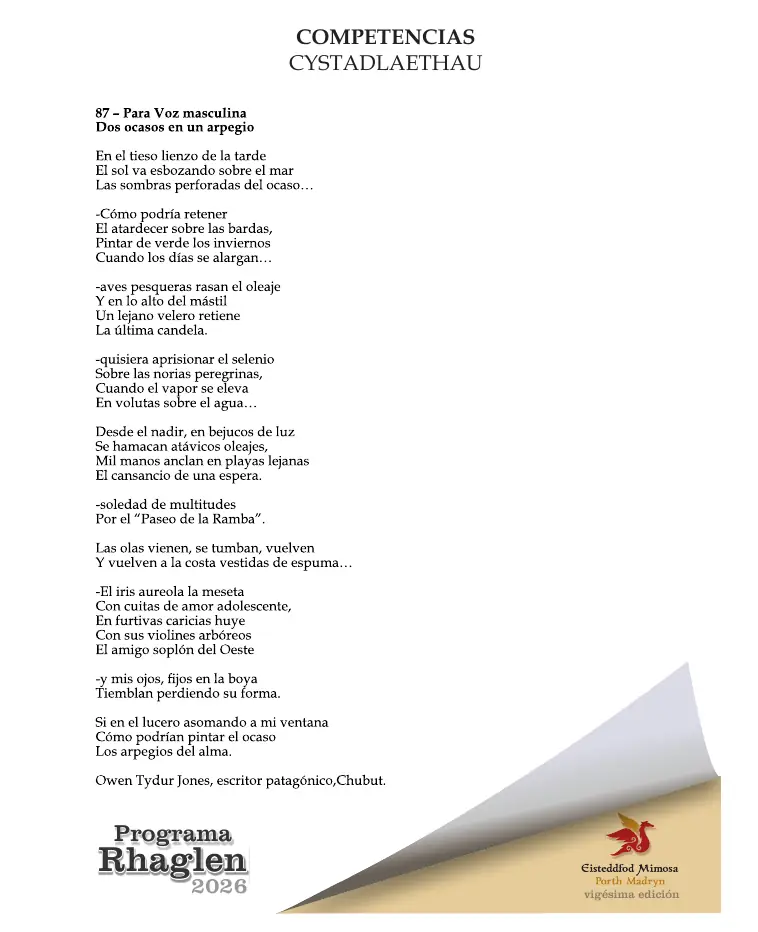 COMPETENCIAS
CYSTADLAETHAU
87 – Para Voz masculina
Dos ocasos en un arpegio
En el tieso lienzo de la tarde
El sol va esbozando sobre el mar
Las sombras perforadas del ocaso…
-Cómo podría retener
El atardecer sobre las bardas,
Pintar de verde los inviernos
Cuando los días se alargan…
-aves pesqueras rasan el oleaje
Y en lo alto del mástil
Un lejano velero retiene
La última candela.
-quisiera aprisionar el selenio
Sobre las norias peregrinas,
Cuando el vapor se eleva
En volutas sobre el agua…
Desde el nadir, en bejucos de luz
Se hamacan atávicos oleajes,
Mil manos anclan en playas lejanas
El cansancio de una espera.
-soledad de multitudes
Por el “Paseo de la Ramba”.
Las olas vienen, se tumban, vuelven
Y vuelven a la costa vestidas de espuma…
-El iris aureola la meseta
Con cuitas de amor adolescente,
En furtivas caricias huye
Con sus violines arbóreos
El amigo soplón del Oeste
-y mis ojos, fijos en la boya
Tiemblan perdiendo su forma.
Si en el lucero asomando a mi ventana
Cómo podrían pintar el ocaso
Los arpegios del alma.
Owen Tydur Jones, escritor patagónico,Chubut.
Programa
Rhaglen
2026
Eisteddfod Mimosa
Porth Madryn
vigésima edición